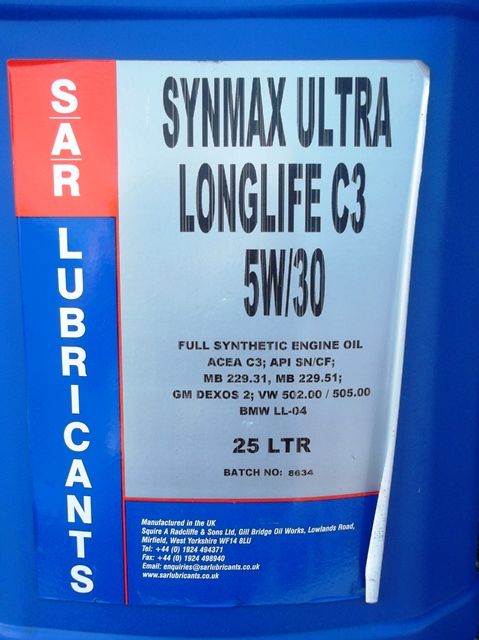 SAR
LUBRICANTS
SYNMAX ULTRA
LONGLIFE C3
5W/30
FULL SYNTHETIC ENGINE OIL
ACEA C3; API SN/CF;
MB 229.31, MB 229.51;
GM DEXOS 2; VW 502.00 / 505.00
BMW LL-04
25 LTR
BATCH NO: 8634
Manufactured in the UK
Squire A Radcliffe & Sons Ltd, Gill Bridge Oil Works, Lowlands Road,
Mirfield, West Yorkshire WF14 8LU
Tel: +44 (0) 1924 494371
Fax: +44 (0) 1924 498940
Email: enquiries@sarlubricants.co.uk
www.sarlubricants.co.uk